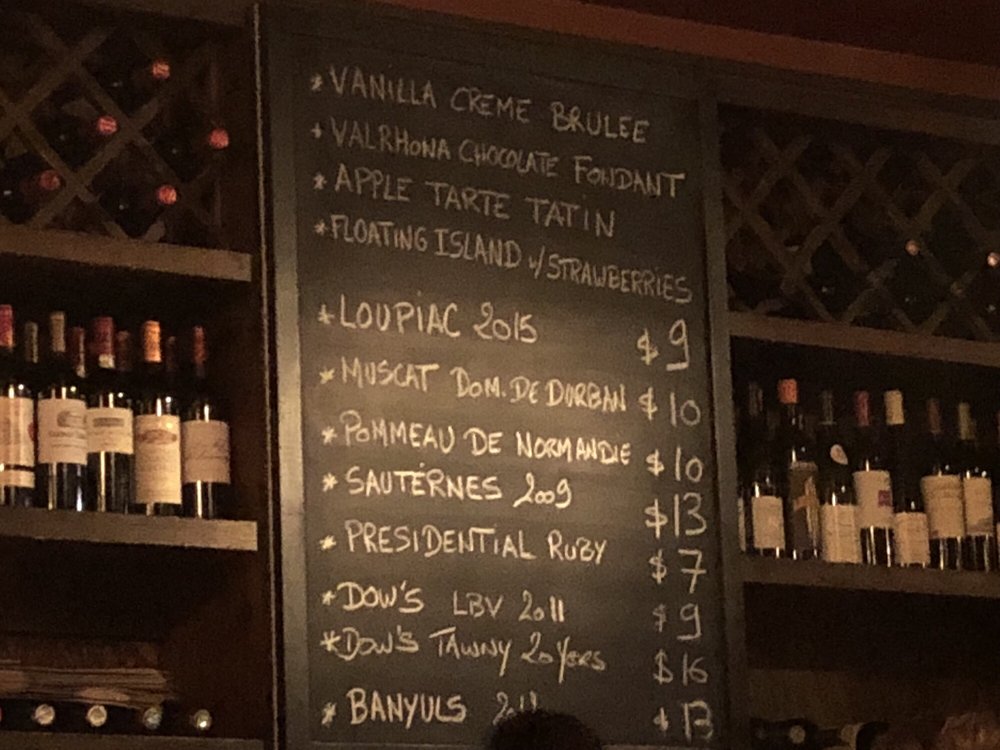 * VANILLA CREME BRULEE
* VALRHONA CHOCOLATE FONDANT
* APPLE TARTE TATIN
* FLOATING ISLAND w/ STRAWBERRIES
* LOUPIAC 2015 $9
* MUSCAT DOM. DE DURBAN $10
* POMMEAU DE NORMANDIE $10
* SAUTERNES 2009 $13
* PRESIDENTIAL RUBY $7
* DOW'S LBV 2011 $9
* DOW'S TAWNY 20 Years $16
* BANYULS $13